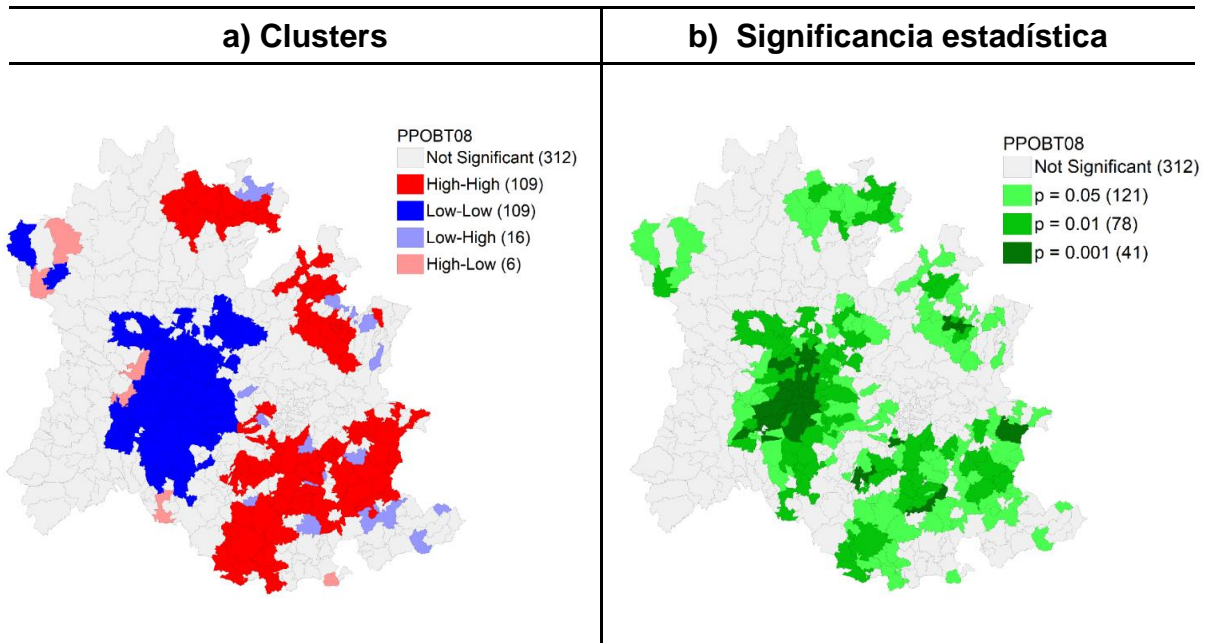 a) Clusters
b) Significancia estadística
PPOBT08
Not Significant (312)
High-High (109)
Low-Low (109)
Low-High (16)
High-Low (6)
PPOBT08
Not Significant (312)
p = 0.05 (121)
p = 0.01 (78)
p = 0.001 (41)